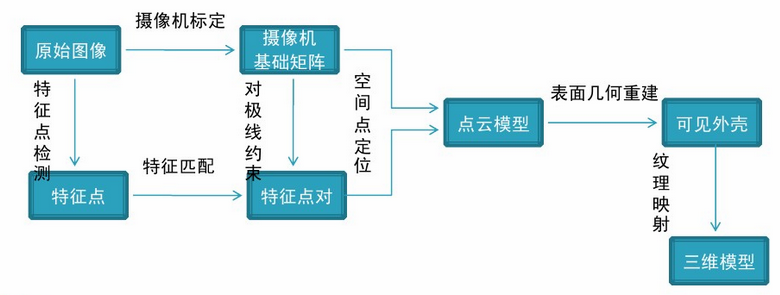 摄像机标定
原始图像
摄像机
基础矩阵
特征点检测
对极线约束
空间点定位
点云模型
表面几何重建
可见外壳
特征匹配
特征点
特征点对
纹理映射
三维模型